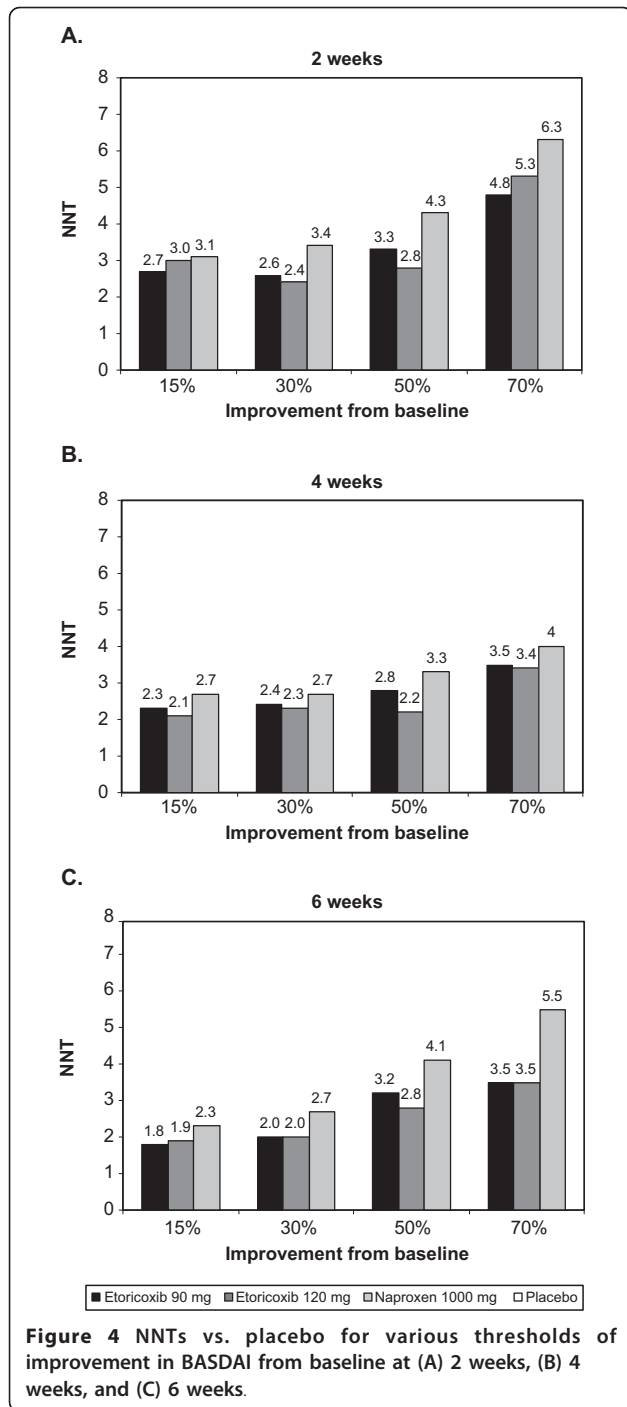 A.
2 weeks
8
7
6
5
4
3
2
1
0
NNT
2.7 3.0 3.1 2.6 2.4 3.4 3.3 2.8 4.3 4.8 5.3 6.3
15% 30% 50% 70%
Improvement from baseline
B.
4 weeks
8
7
6
5
4
3
2
1
0
NNT
2.3 2.1 2.7 2.4 2.3 2.7 2.8 2.2 3.3 3.5 3.4 4
15% 30% 50% 70%
Improvement from baseline
C.
6 weeks
8
7
6
5
4
3
2
1
0
NNT
1.8 1.9 2.3 2.0 2.0 2.7 3.2 2.8 4.1 3.5 3.5 5.5
15% 30% 50% 70%
Improvement from baseline
Etoricoxib 90 mg Etoricoxib 120 mg Naproxen 1000 mg Placebo
Figure 4 NNTs vs. placebo for various thresholds of
improvement in BASDAI from baseline at (A) 2 weeks, (B) 4
weeks, and (C) 6 weeks.